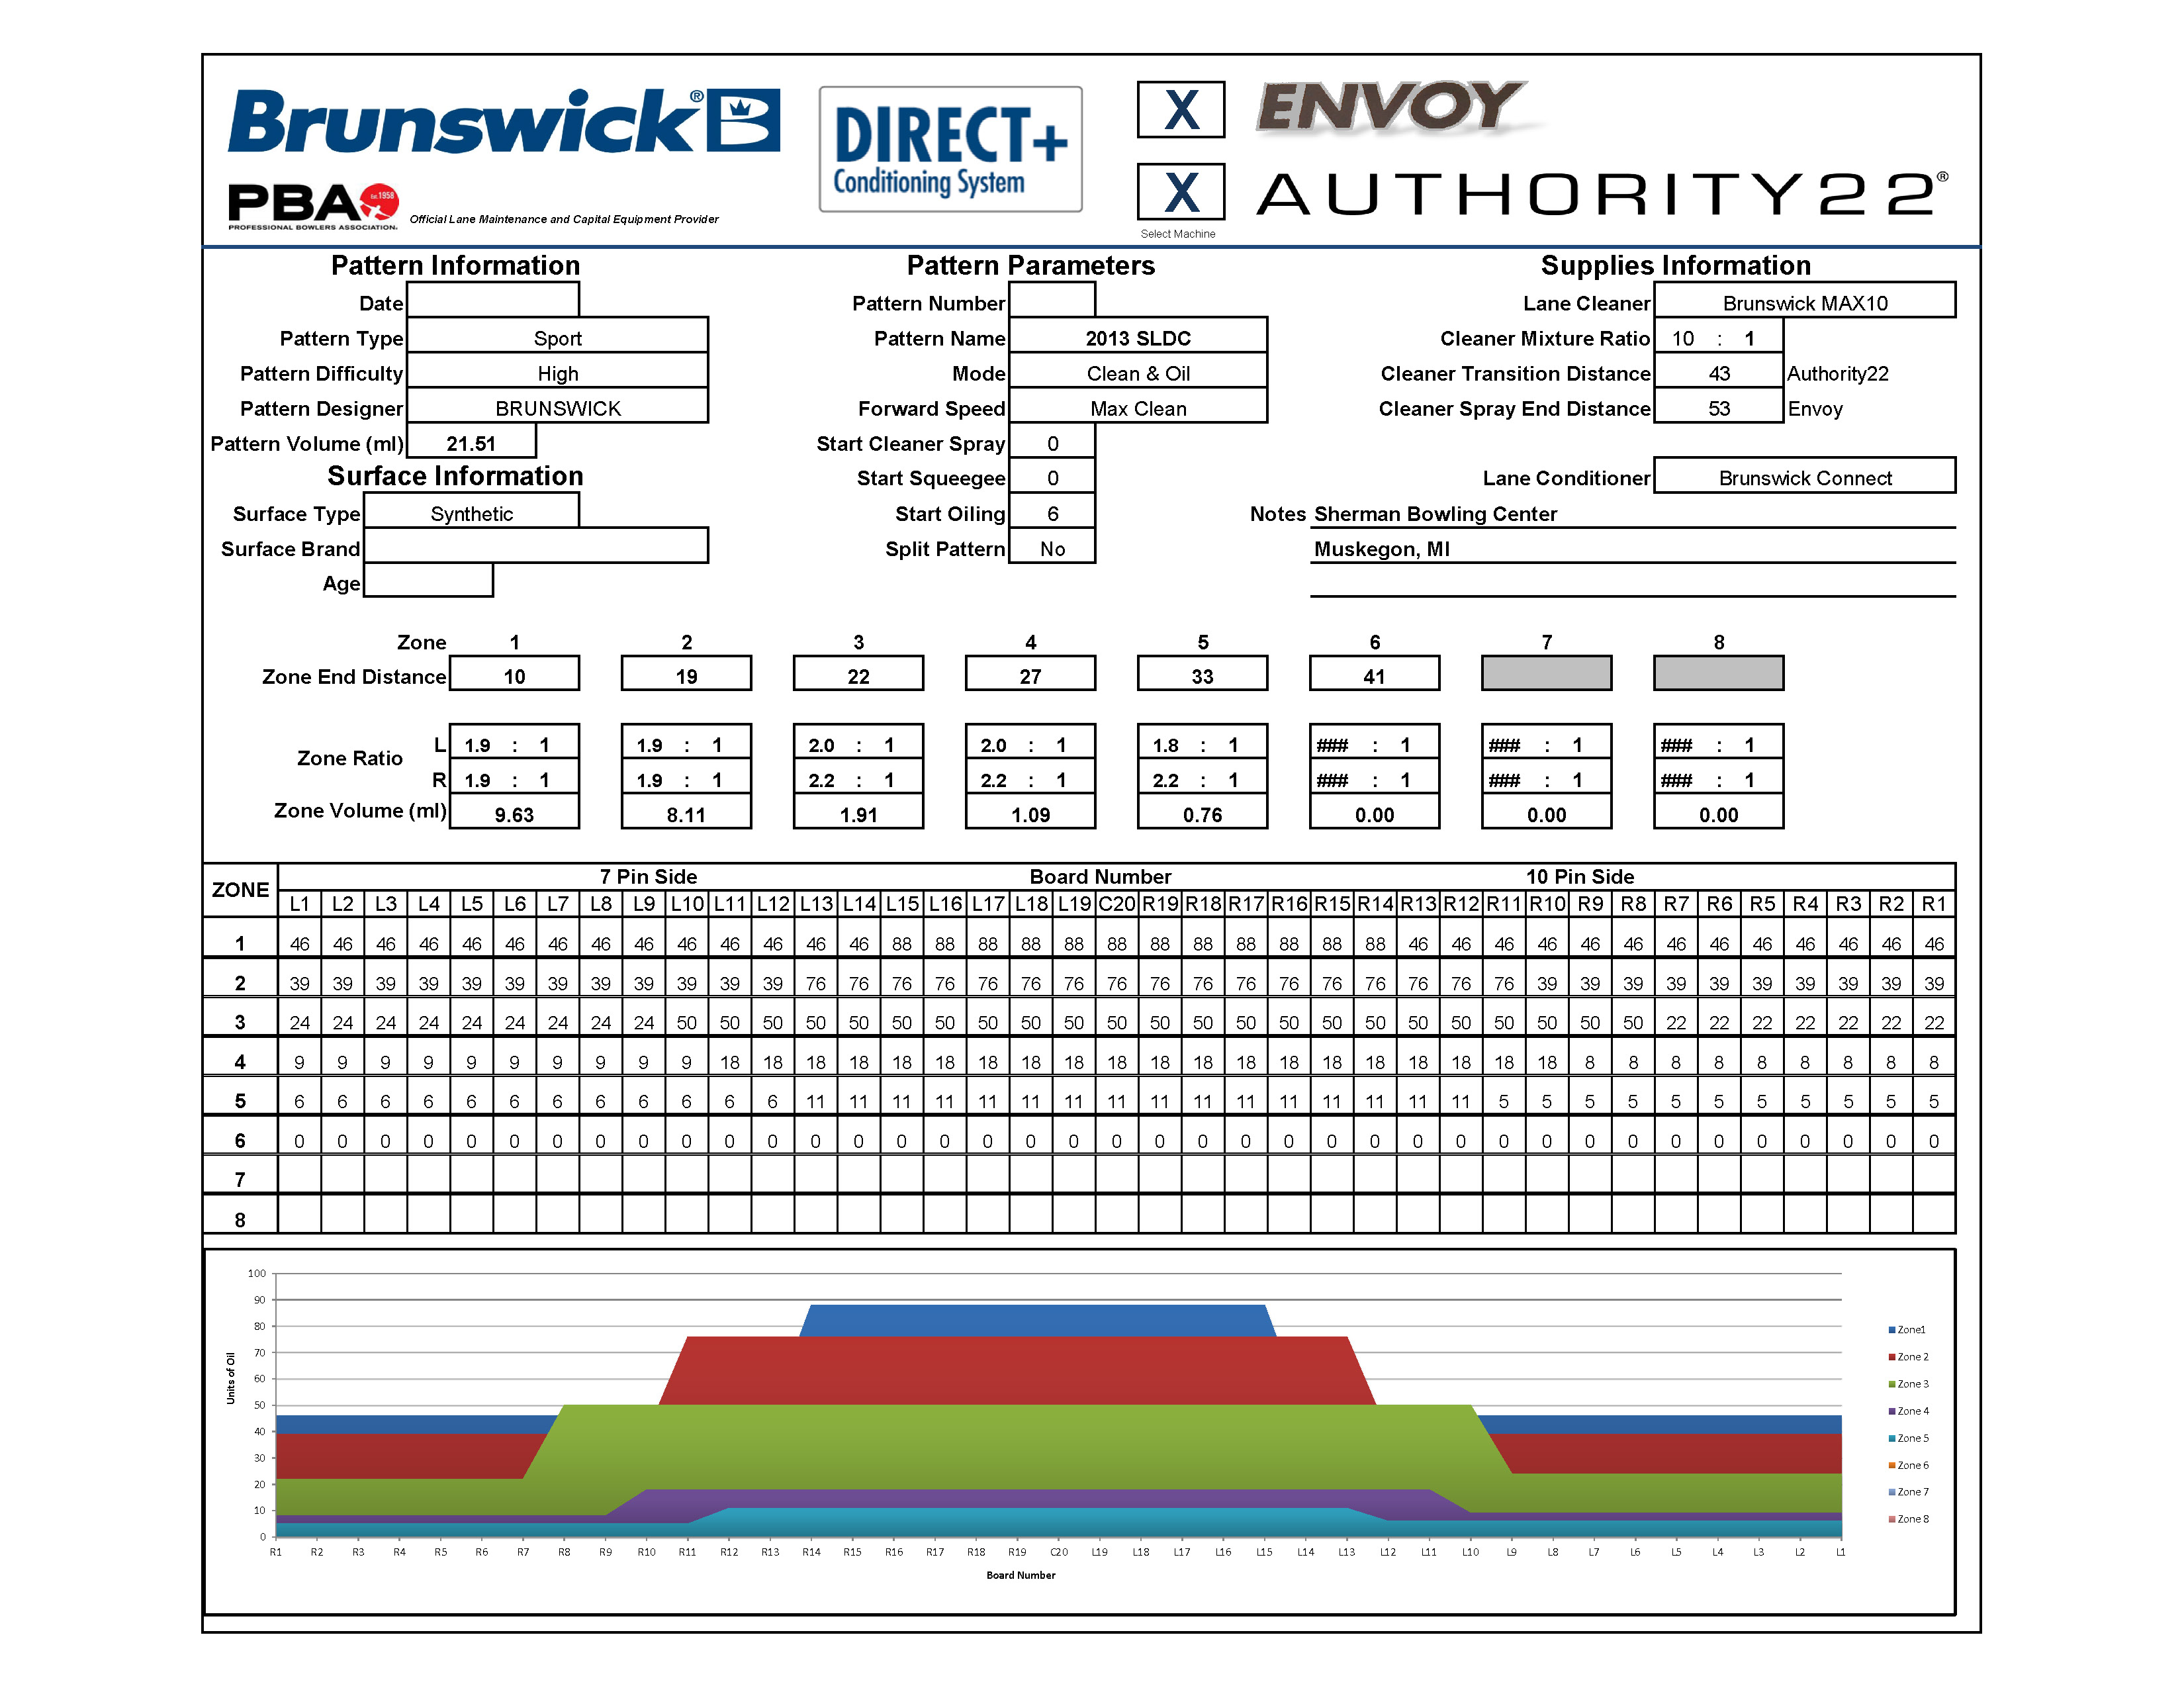 Brunswick® B
DIRECT+
Conditioning System
X ENVOY
X AUTHORITY22®
Select Machine
PBA est.1958
PROFESSIONAL BOWLERS ASSOCIATION.
Official Lane Maintenance and Capital Equipment Provider
Pattern Information Pattern Parameters Supplies Information
Date Pattern Number Lane Cleaner Brunswick MAX10
Pattern Type Sport Pattern Name 2013 SLDC Cleaner Mixture Ratio 10 : 1
Pattern Difficulty High Mode Clean & Oil Cleaner Transition Distance 43 Authority22
Pattern Designer BRUNSWICK Forward Speed Max Clean Cleaner Spray End Distance 53 Envoy
Pattern Volume (ml) 21.51 Start Cleaner Spray 0
Surface Information Start Squeegee 0 Lane Conditioner Brunswick Connect
Surface Type Synthetic Start Oiling 6 Notes Sherman Bowling Center
Surface Brand Split Pattern No Muskegon, MI
Age
Zone 1 2 3 4 5 6 7 8
Zone End Distance 10 19 22 27 33 41
Zone Ratio
L 1.9 : 1 1.9 : 1 2.0 : 1 2.0 : 1 1.8 : 1 ### : 1 ### : 1 ### : 1
R 1.9 : 1 1.9 : 1 2.2 : 1 2.2 : 1 2.2 : 1 ### : 1 ### : 1 ### : 1
Zone Volume (ml) 9.63 8.11 1.91 1.09 0.76 0.00 0.00 0.00
ZONE 7 Pin Side Board Number 10 Pin Side
L1 L2 L3 L4 L5 L6 L7 L8 L9 L10 L11 L12 L13 L14 L15 L16 L17 L18 L19 C20 R19 R18 R17 R16 R15 R14 R13 R12 R11 R10 R9 R8 R7 R6 R5 R4 R3 R2 R1
1 46 46 46 46 46 46 46 46 46 46 46 46 46 46 88 88 88 88 88 88 88 88 88 88 88 88 46 46 46 46 46 46 46 46 46 46 46 46 46
2 39 39 39 39 39 39 39 39 39 39 39 39 76 76 76 76 76 76 76 76 76 76 76 76 76 76 76 76 76 39 39 39 39 39 39 39 39 39 39
3 24 24 24 24 24 24 24 24 24 50 50 50 50 50 50 50 50 50 50 50 50 50 50 50 50 50 50 50 50 50 50 50 22 22 22 22 22 22 22
4 9 9 9 9 9 9 9 9 9 9 18 18 18 18 18 18 18 18 18 18 18 18 18 18 18 18 18 18 18 18 8 8 8 8 8 8 8 8 8
5 6 6 6 6 6 6 6 6 6 6 6 6 11 11 11 11 11 11 11 11 11 11 11 11 11 11 11 11 5 5 5 5 5 5 5 5 5 5 5
6 0 0 0 0 0 0 0 0 0 0 0 0 0 0 0 0 0 0 0 0 0 0 0 0 0 0 0 0 0 0 0 0 0 0 0 0 0 0 0
7
8
100
90
80
70
60
50
40
30
20
10
0
Units of Oil
R1 R2 R3 R4 R5 R6 R7 R8 R9 R10 R11 R12 R13 R14 R15 R16 R17 R18 R19 C20 L19 L18 L17 L16 L15 L14 L13 L12 L11 L10 L9 L8 L7 L6 L5 L4 L3 L2 L1
Board Number
Zone1
Zone 2
Zone 3
Zone 4
Zone 5
Zone 6
Zone 7
Zone 8